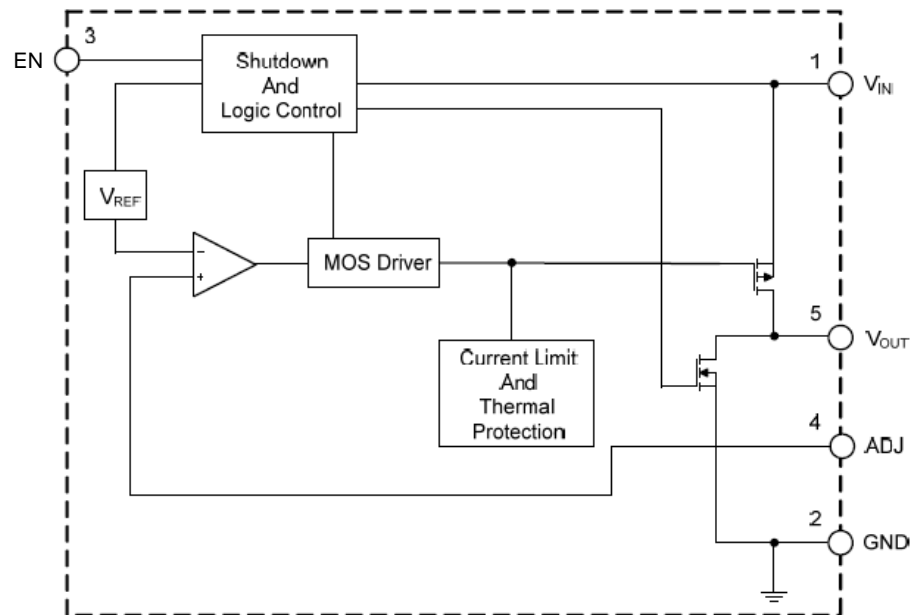 3
EN
Shutdown
And
Logic Control
1
VIN
VREF
−
+
MOS Driver
5
VOUT
Current Limit
And
Thermal
Protection
4
ADJ
2
GND